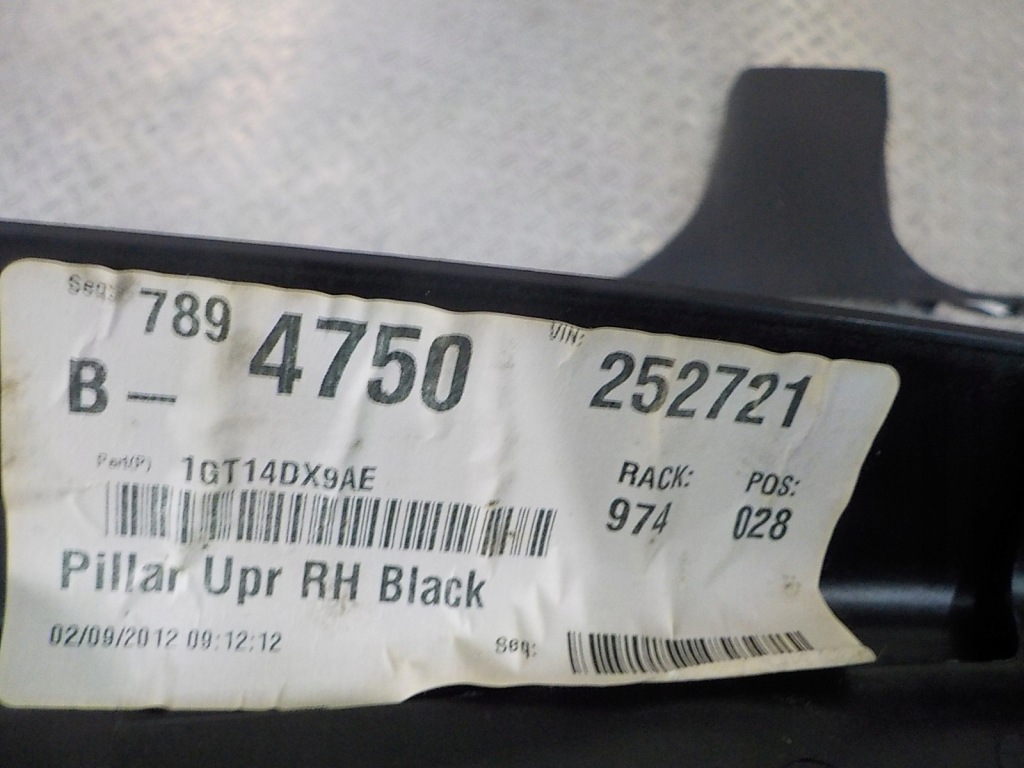 Seq: 789 4750 VIN: 252721
B –
Part(P) 1GT14DX9AE RACK: POS:
974 028
Pillar Upr RH Black
02/09/2012 09:12:12 Seq: